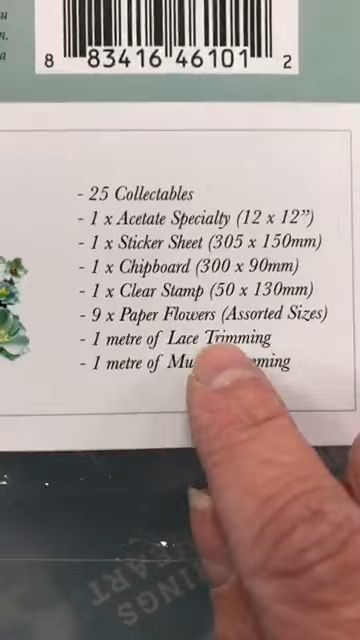 u
n.
a
8 83416 46101 2
- 25 Collectables
- 1 x Acetate Specialty (12 x 12”)
- 1 x Sticker Sheet (305 x 150mm)
- 1 x Chipboard (300 x 90mm)
- 1 x Clear Stamp (50 x 130mm)
- 9 x Paper Flowers (Assorted Sizes)
- 1 metre of Lace Trimming
- 1 metre of